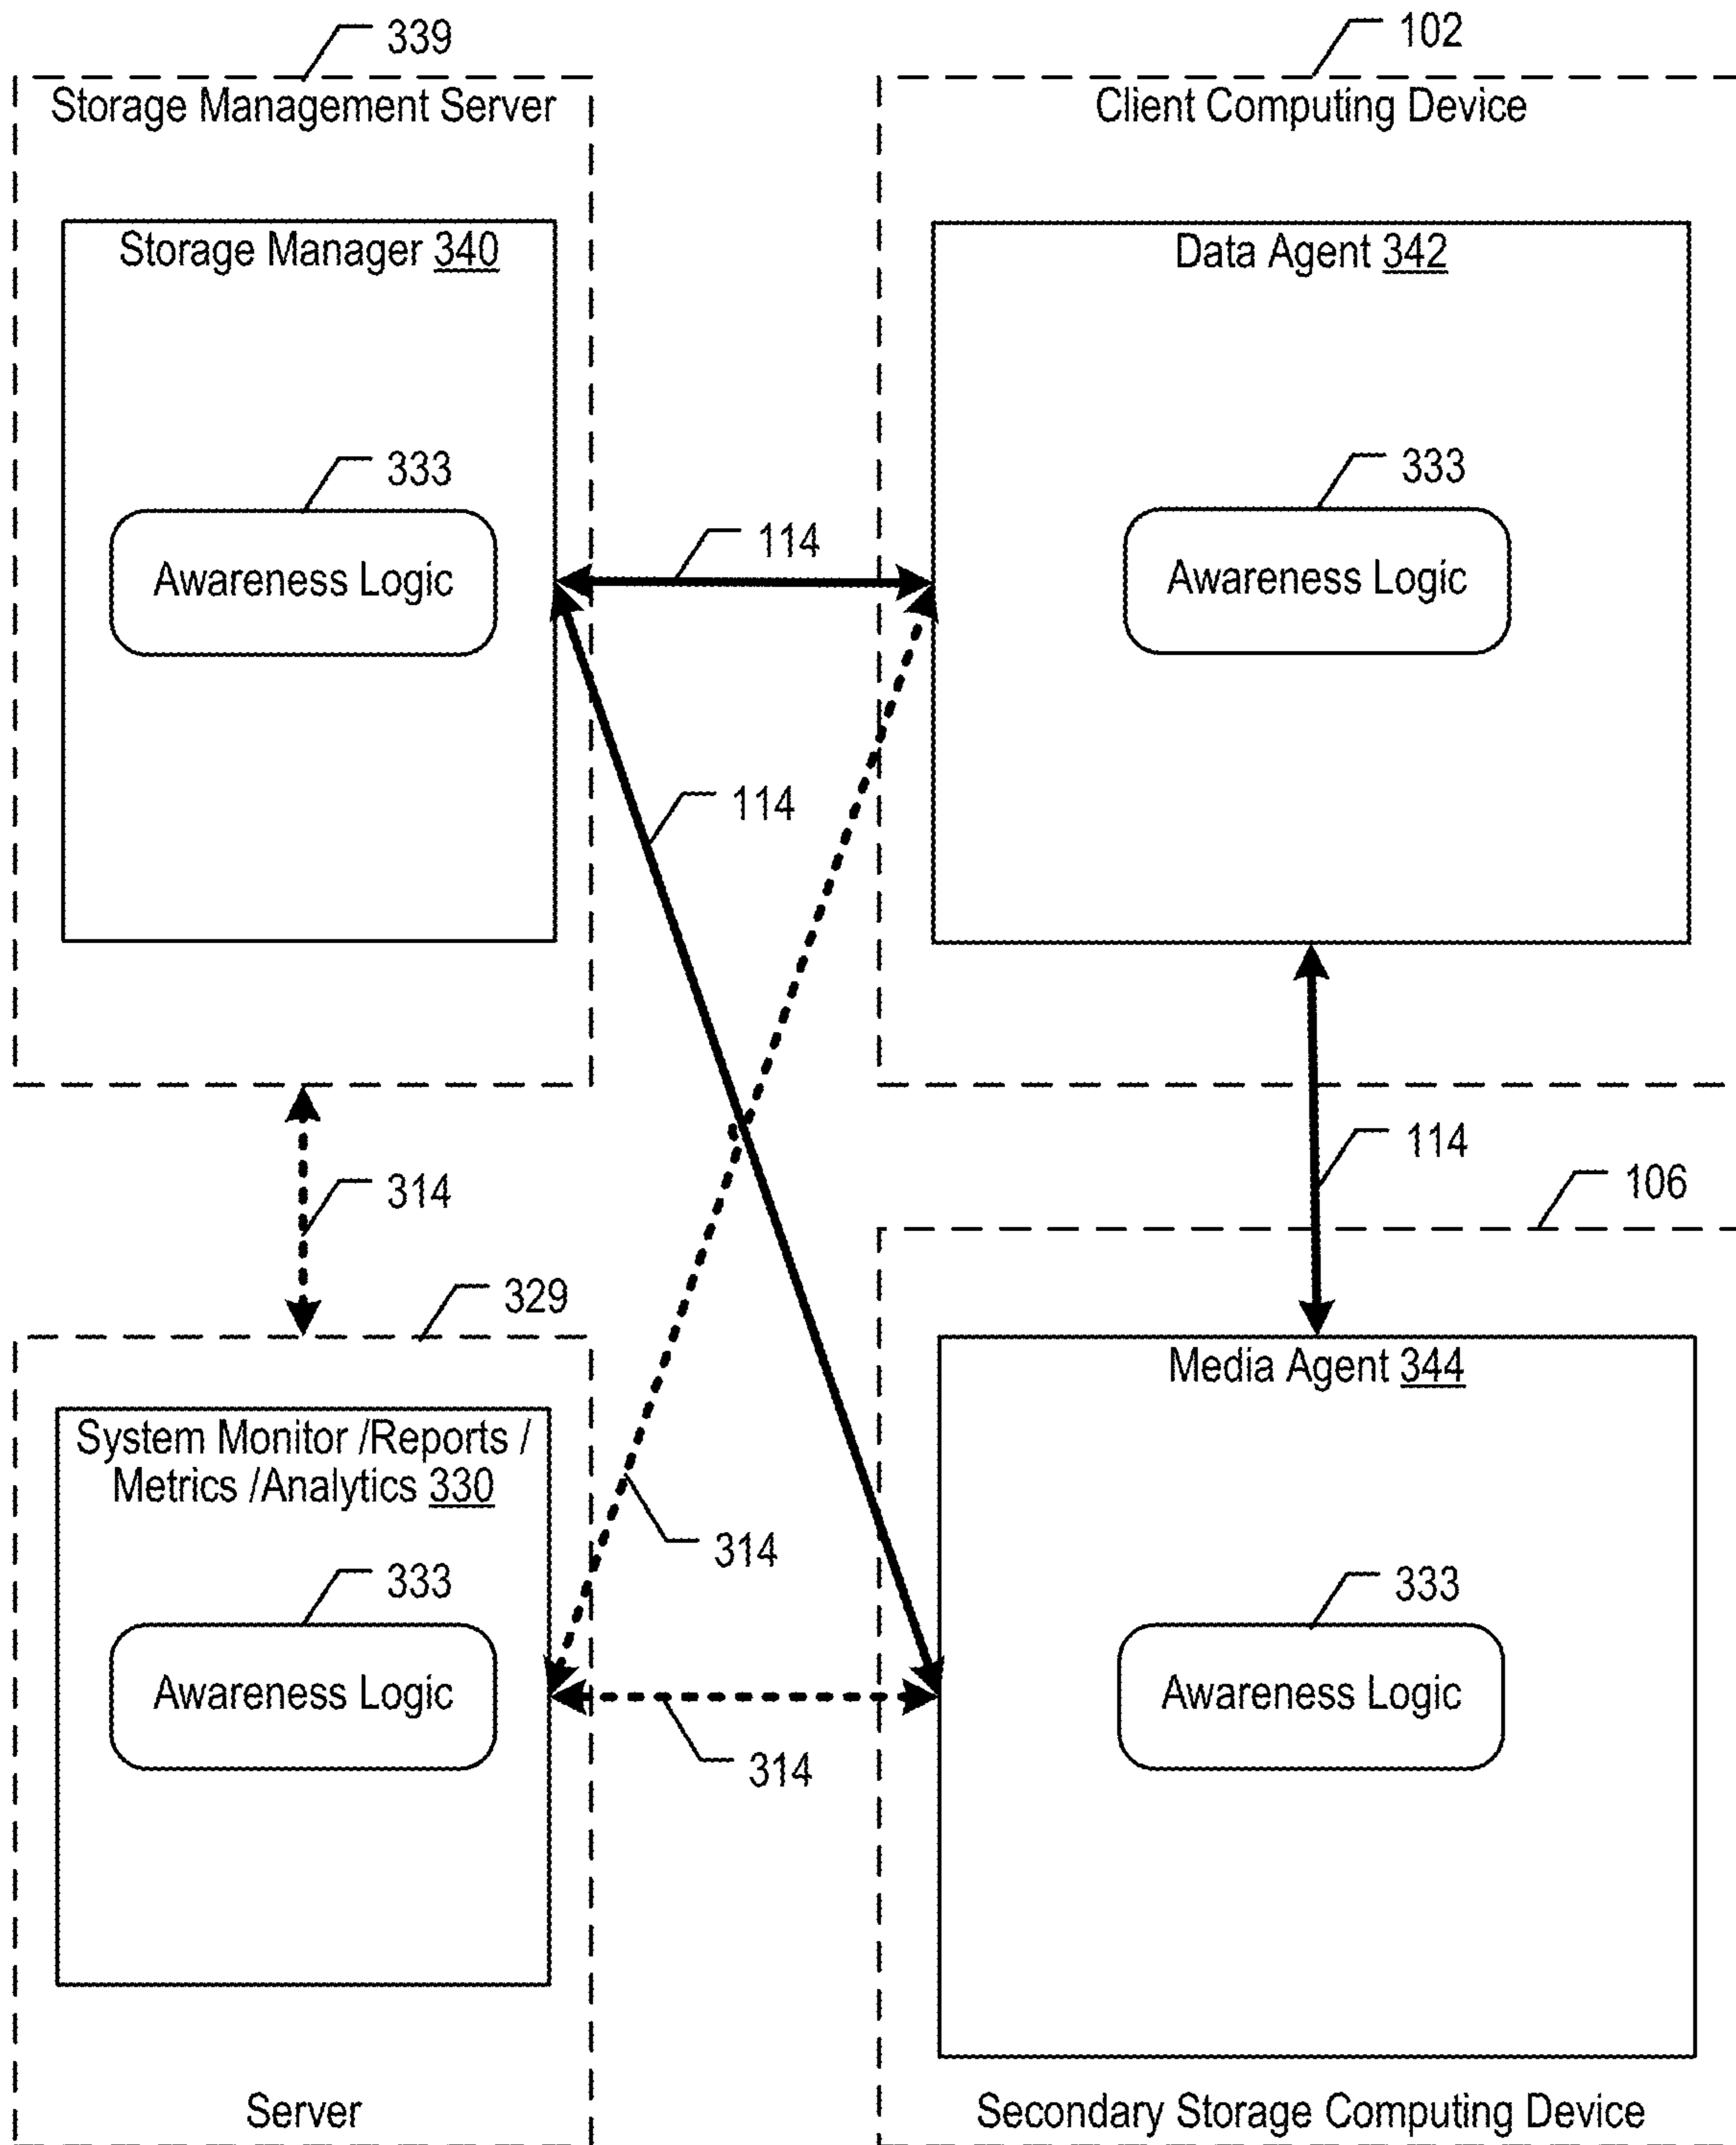 339
102
Storage Management Server
Client Computing Device
Storage Manager 340
Data Agent 342
333
333
Awareness Logic
114
Awareness Logic
114
114
314
106
329
Media Agent 344
System Monitor /Reports /
Metrics /Analytics 330
314
333
333
Awareness Logic
Awareness Logic
314
Server
Secondary Storage Computing Device